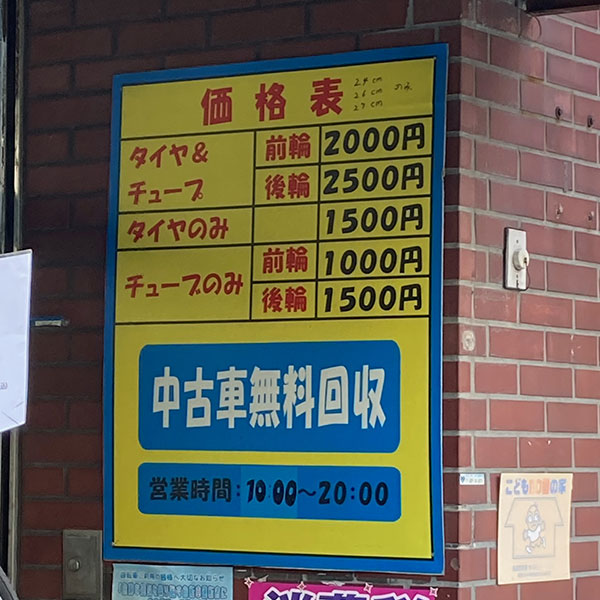 価格表
24cm
26cm
27cm
のみ
タイヤ& 前輪 2000円
チューブ 後輪 2500円
タイヤのみ 1500円
チューブのみ 前輪 1000円
後輪 1500円
中古車無料回収
営業時間:10:00〜20:00
こども110番の家